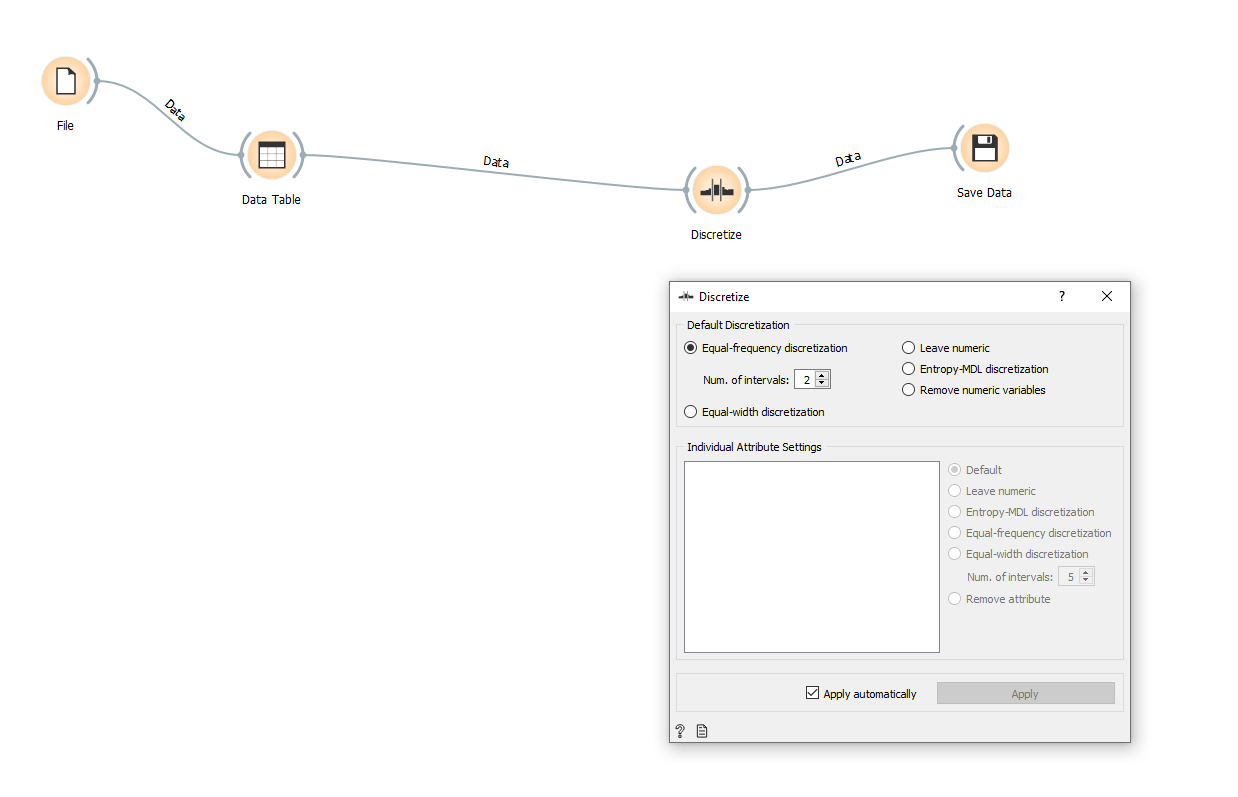 Data
File
Data Table
Data
Discretize
Data
Save Data
Discretize
?
Default Discretization
Equal-frequency discretization
Num. of intervals: 2
Equal-width discretization
Leave numeric
Entropy-MDL discretization
Remove numeric variables
Individual Attribute Settings
Default
Leave numeric
Entropy-MDL discretization
Equal-frequency discretization
Equal-width discretization
Num. of intervals: 5
Remove attribute
Apply automatically
Apply
?